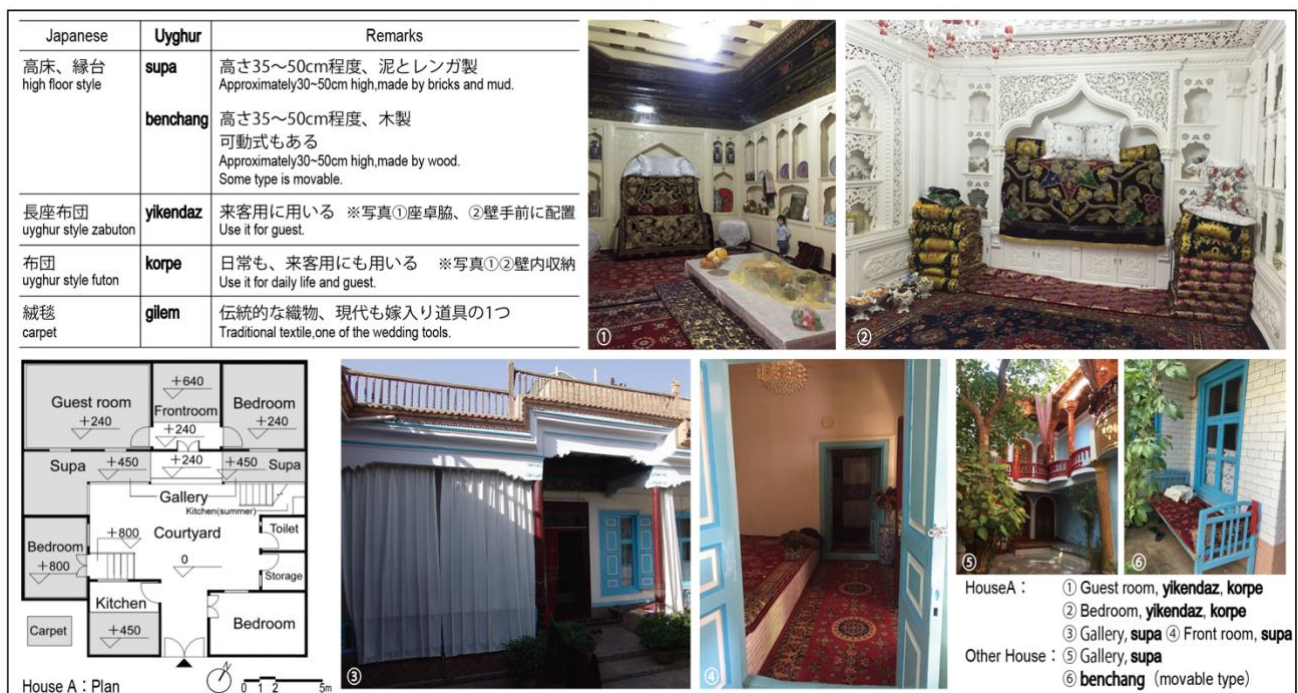 Japanese Uyghur Remarks
高床、縁台 supa 高さ35～50cm程度、泥とレンガ製
high floor style Approximately30~50cm high,made by bricks and mud.
benchang 高さ35～50cm程度、木製
可動式もある
Approximately30~50cm high,made by wood.
Some type is movable.
長座布団 yikendaz 来客用に用いる ※写真①座卓脇、②壁手前に配置
uyghur style zabuton Use it for guest.
布団 korpe 日常も、来客用にも用いる ※写真①②壁内収納
uyghur style futon Use it for daily life and guest.
絨毯 gilem 伝統的な織物、現代も嫁入り道具の1つ
carpet Traditional textile,one of the wedding tools.
①
②
+640
Guest room Frontroom Bedroom
+240 +240 +240
Supa +450 +240 +450 Supa
Gallery
Kitchen(summer)
Courtyard Toilet
Bedroom +800 0
+800 Storage
Kitchen
Carpet +450 Bedroom
N
House A：Plan 0 1 2 5m
③
④
⑤
⑥
HouseA： ① Guest room, yikendaz, korpe
② Bedroom, yikendaz, korpe
③ Gallery, supa ④ Front room, supa
Other House：⑤ Gallery, supa
⑥ benchang (movable type)